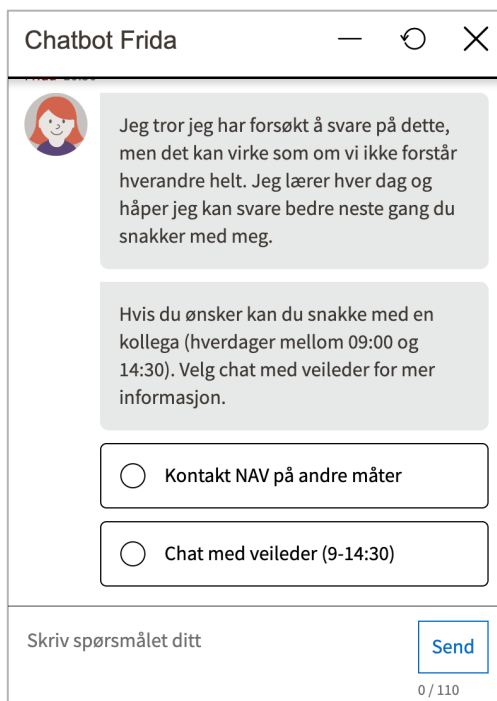 Chatbot Frida
Jeg tror jeg har forsøkt å svare på dette,
men det kan virke som om vi ikke forstår
hverandre helt. Jeg lærer hver dag og
håper jeg kan svare bedre neste gang du
snakker med meg.
Hvis du ønsker kan du snakke med en
kollega (hverdager mellom 09:00 og
14:30). Velg chat med veileder for mer
informasjon.
Kontakt NAV på andre måter
Chat med veileder (9-14:30)
Skriv spørsmålet ditt
Send
0 / 110